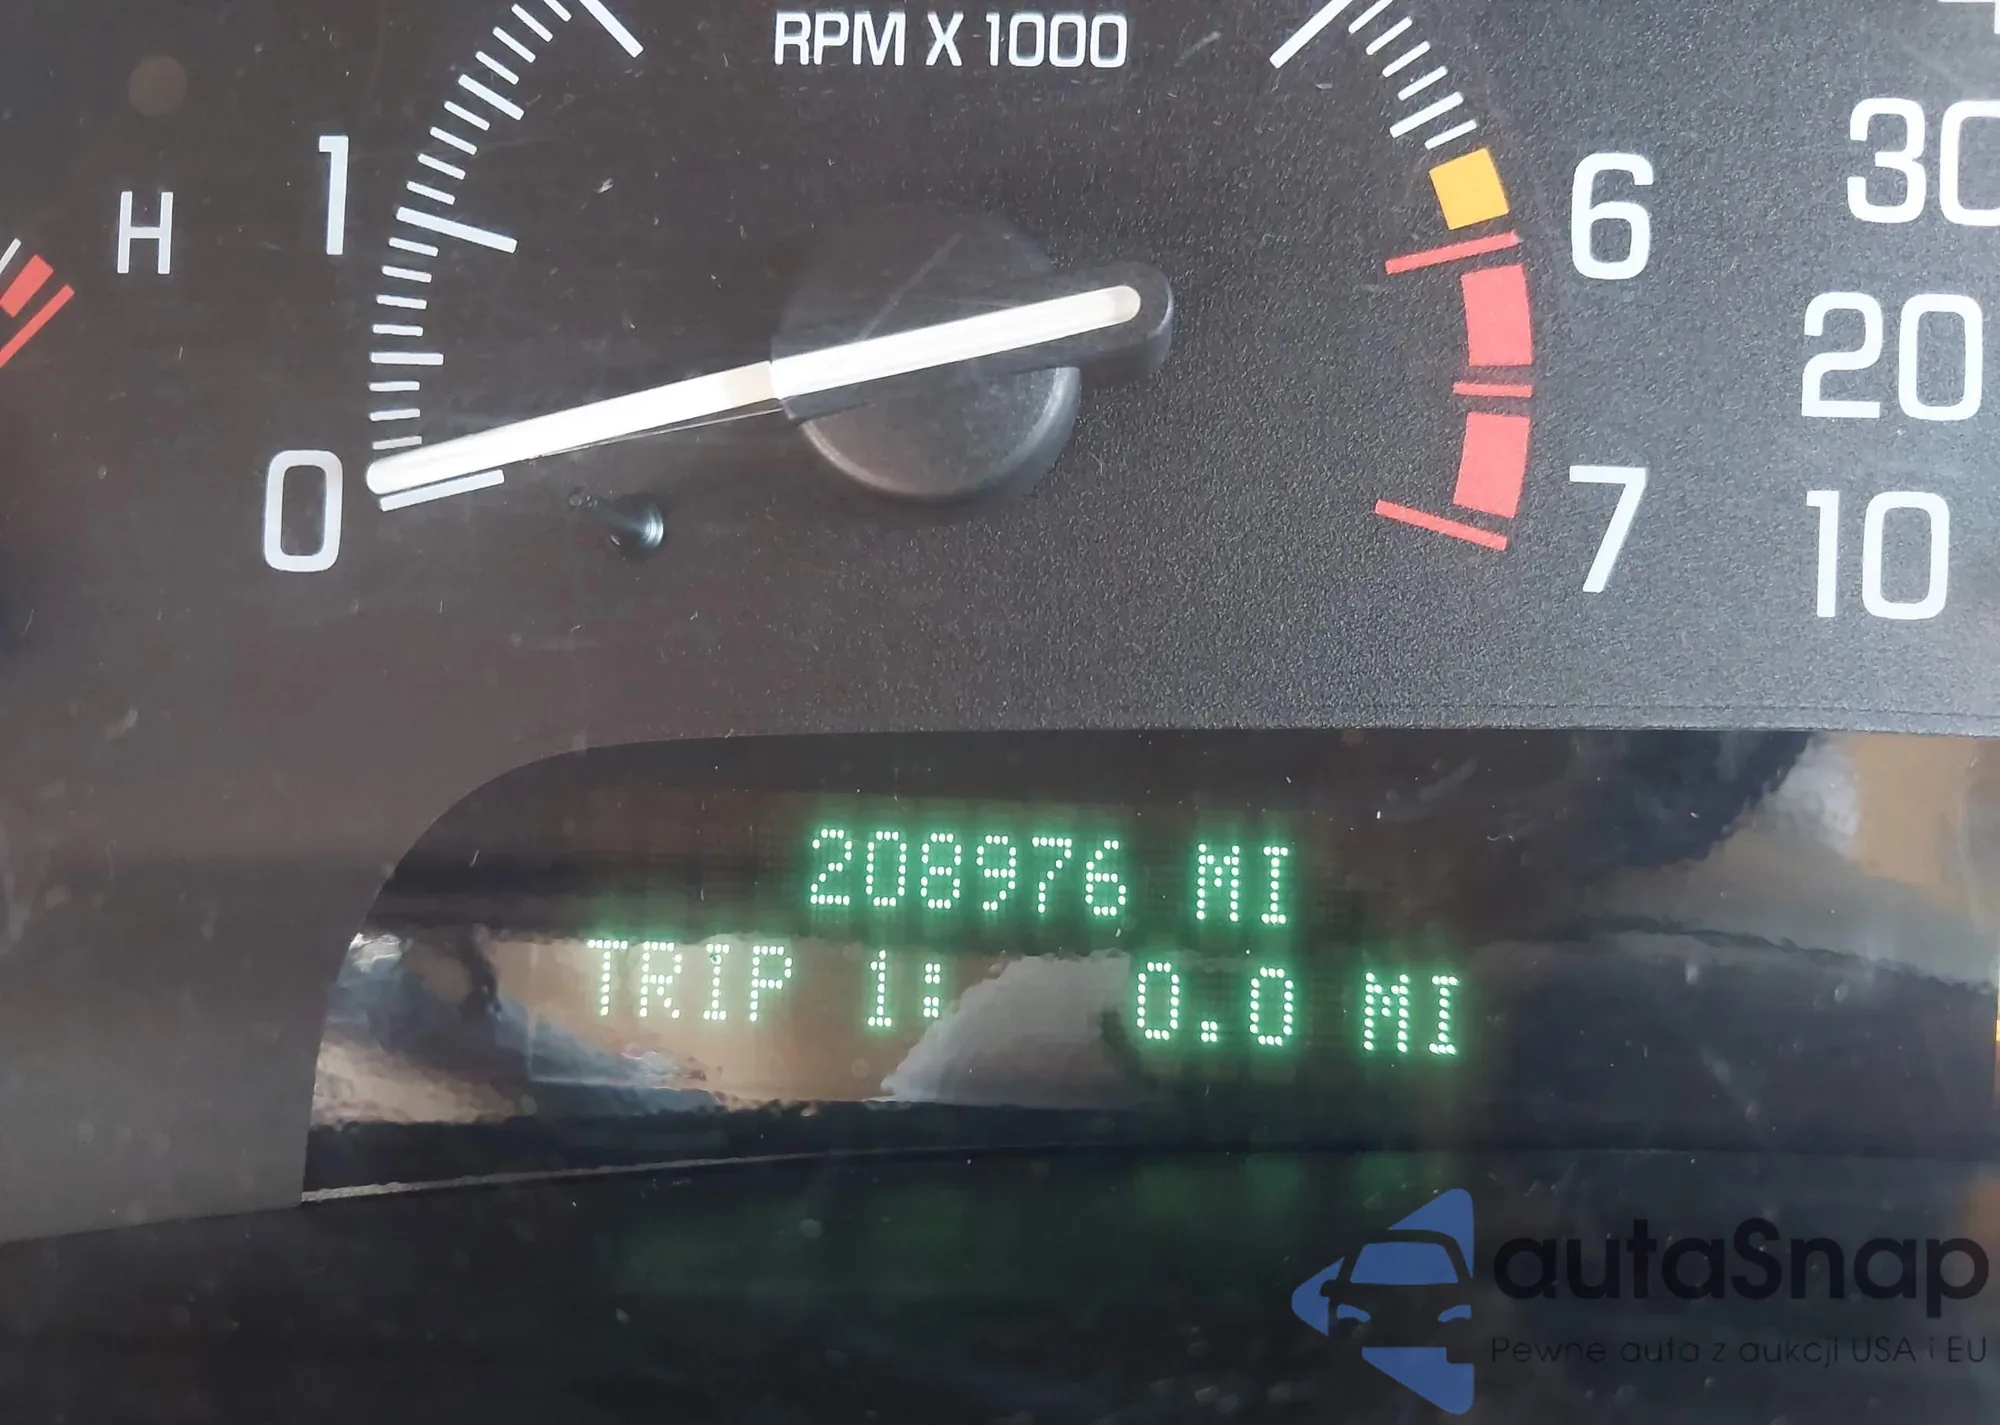 RPM X 1000
H
1
0
6
7
30
20
10
208976 MI
TRIP 1: 0.0 MI
autaSnap
Pewne auta z aukcji USA i EU